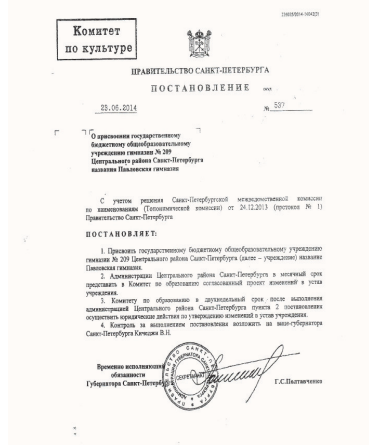 Комитет
по культуре
ПРАВИТЕЛЬСТВО САНКТ-ПЕТЕРБУРГА
ПОСТАНОВЛЕНИЕ
23.06.2014
№
О присвоении государственному
бюджетному общеобразовательному
учреждению гимназия № 209
Центрального района Санкт-Петербурга
названия Павловская гимназия
С учетом решения Санкт-Петербургской межведомственной комиссии
по наименованиям (Топонимической комиссии) от 24.12.2013 (протокол № 1)
Правительство Санкт-Петербурга
ПОСТАНОВЛЯЕТ:
1. Присвоить государственному бюджетному общеобразовательному учреждению
гимназия № 209 Центрального района Санкт-Петербурга (далее – учреждение) название
Павловская гимназия.
2. Администрации Центрального района Санкт-Петербурга в месячный срок
представить в Комитет по образованию согласованный проект изменений в устав
учреждения.
3. Комитету по образованию в двухнедельный срок после выполнения
администрацией Центрального района Санкт-Петербурга пункта 2 постановления
осуществить юридические действия по утверждению изменений в устав учреждения.
4. Контроль за выполнением постановления возложить на вице-губернатора
Санкт-Петербурга Кичеджи В.Н.
Временно исполняющий
обязанности
Губернатора Санкт-Петербурга
Г.С.Полтавченко